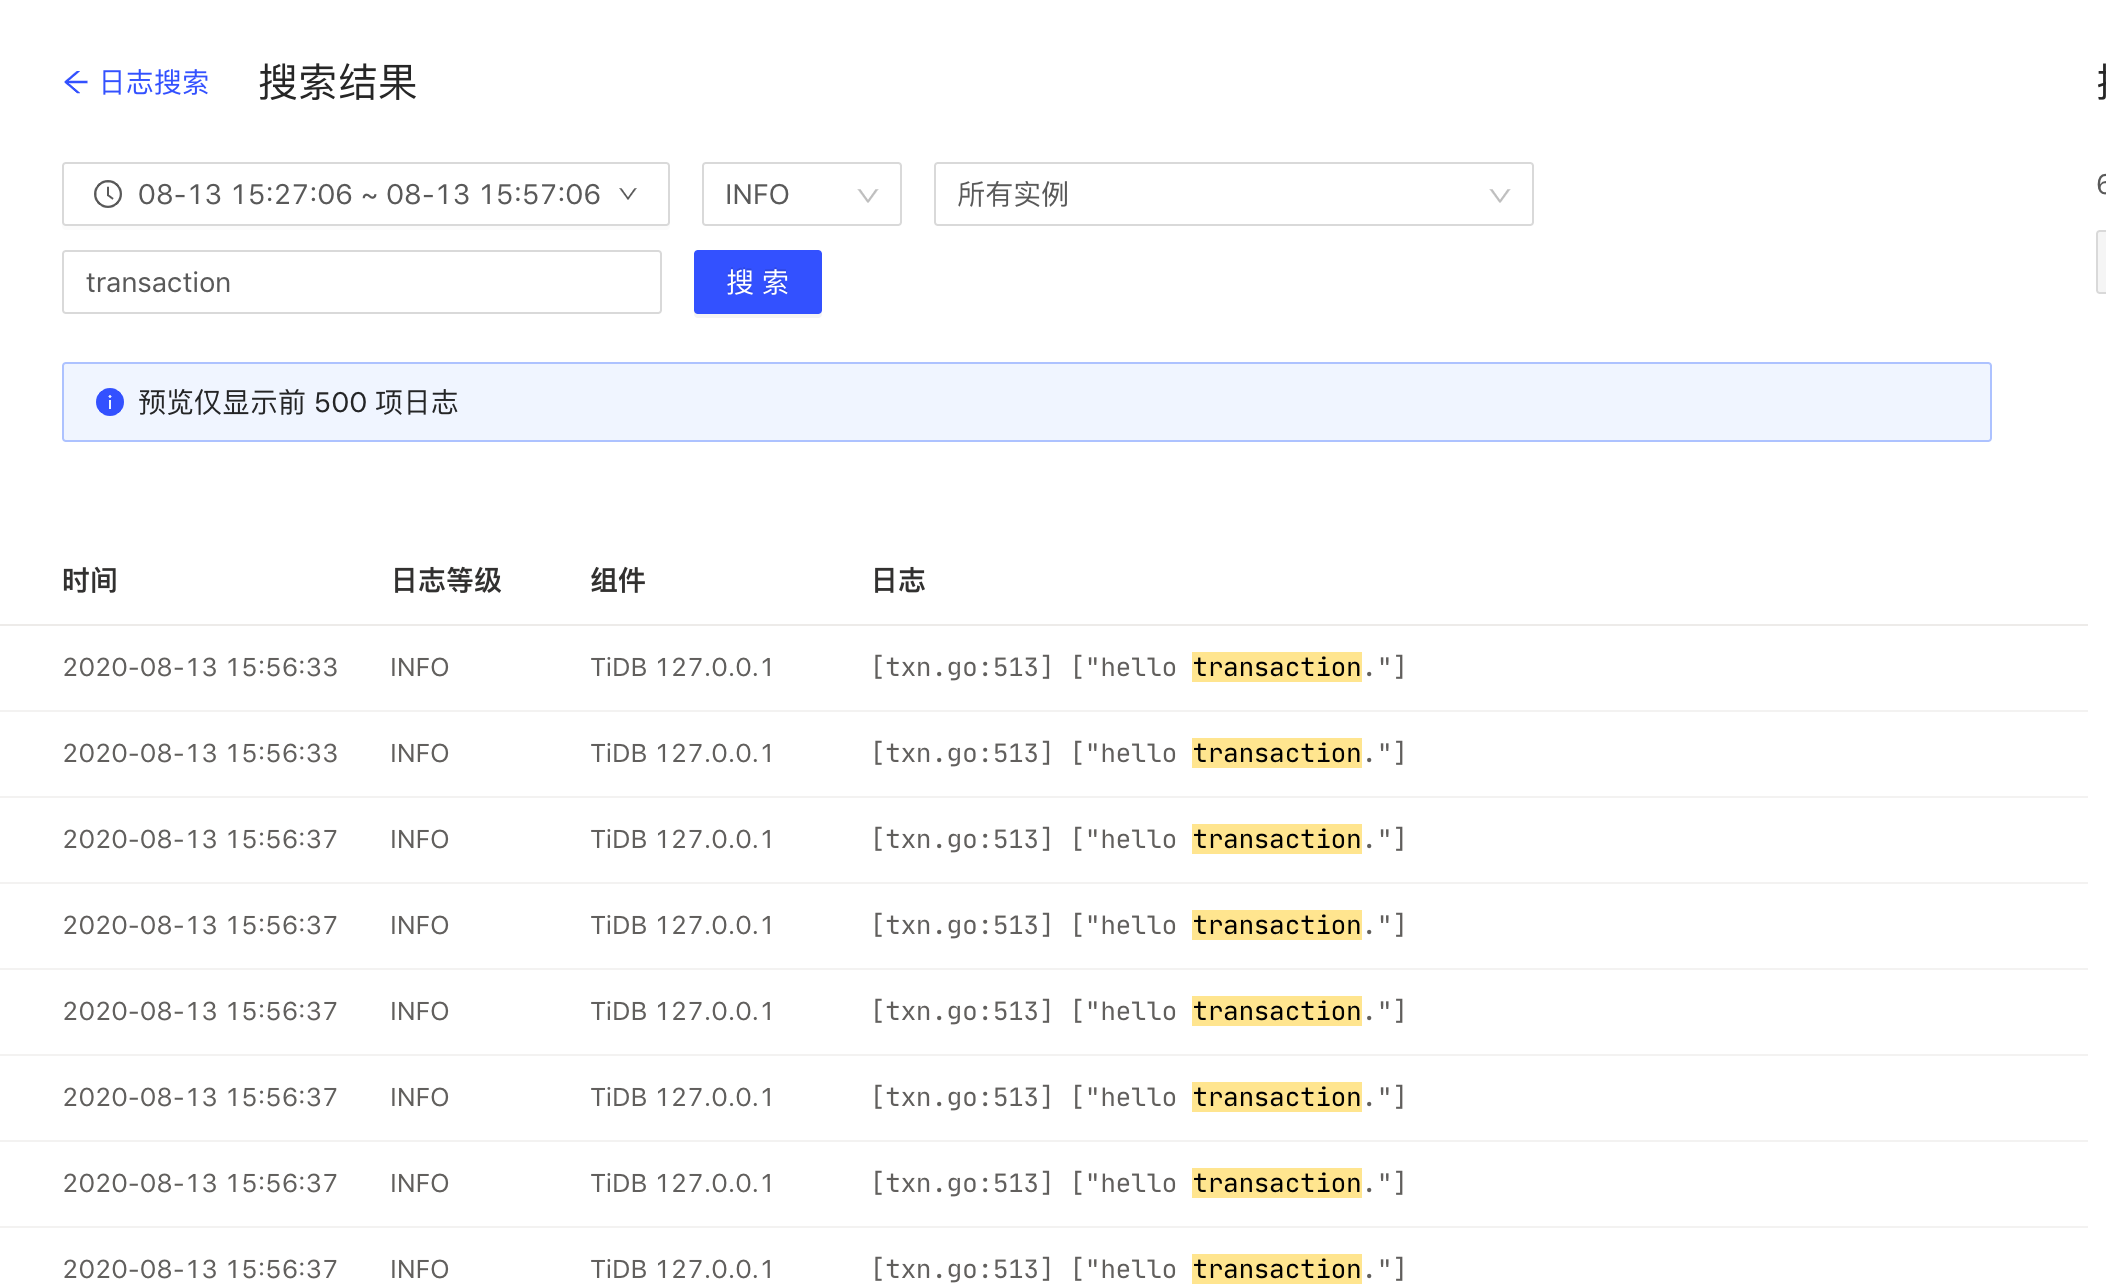 日志搜索 搜索结果
08-13 15:27:06 ~ 08-13 15:57:06 INFO 所有实例
transaction 搜 索
预览仅显示前 500 项日志
时间 日志等级 组件 日志
2020-08-13 15:56:33 INFO TiDB 127.0.0.1 [txn.go:513] ["hello transaction."]
2020-08-13 15:56:33 INFO TiDB 127.0.0.1 [txn.go:513] ["hello transaction."]
2020-08-13 15:56:37 INFO TiDB 127.0.0.1 [txn.go:513] ["hello transaction."]
2020-08-13 15:56:37 INFO TiDB 127.0.0.1 [txn.go:513] ["hello transaction."]
2020-08-13 15:56:37 INFO TiDB 127.0.0.1 [txn.go:513] ["hello transaction."]
2020-08-13 15:56:37 INFO TiDB 127.0.0.1 [txn.go:513] ["hello transaction."]
2020-08-13 15:56:37 INFO TiDB 127.0.0.1 [txn.go:513] ["hello transaction."]
2020-08-13 15:56:37 INFO TiDB 127.0.0.1 [txn.go:513] ["hello transaction."]